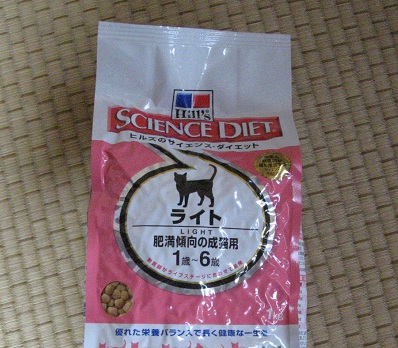 Hill's
SCIENCE DIET
ヒルズのサイエンス・ダイエット
ライト
LIGHT
肥満傾向の成猫用
1歳〜6歳
優れた栄養バランスで長く健康な一生を